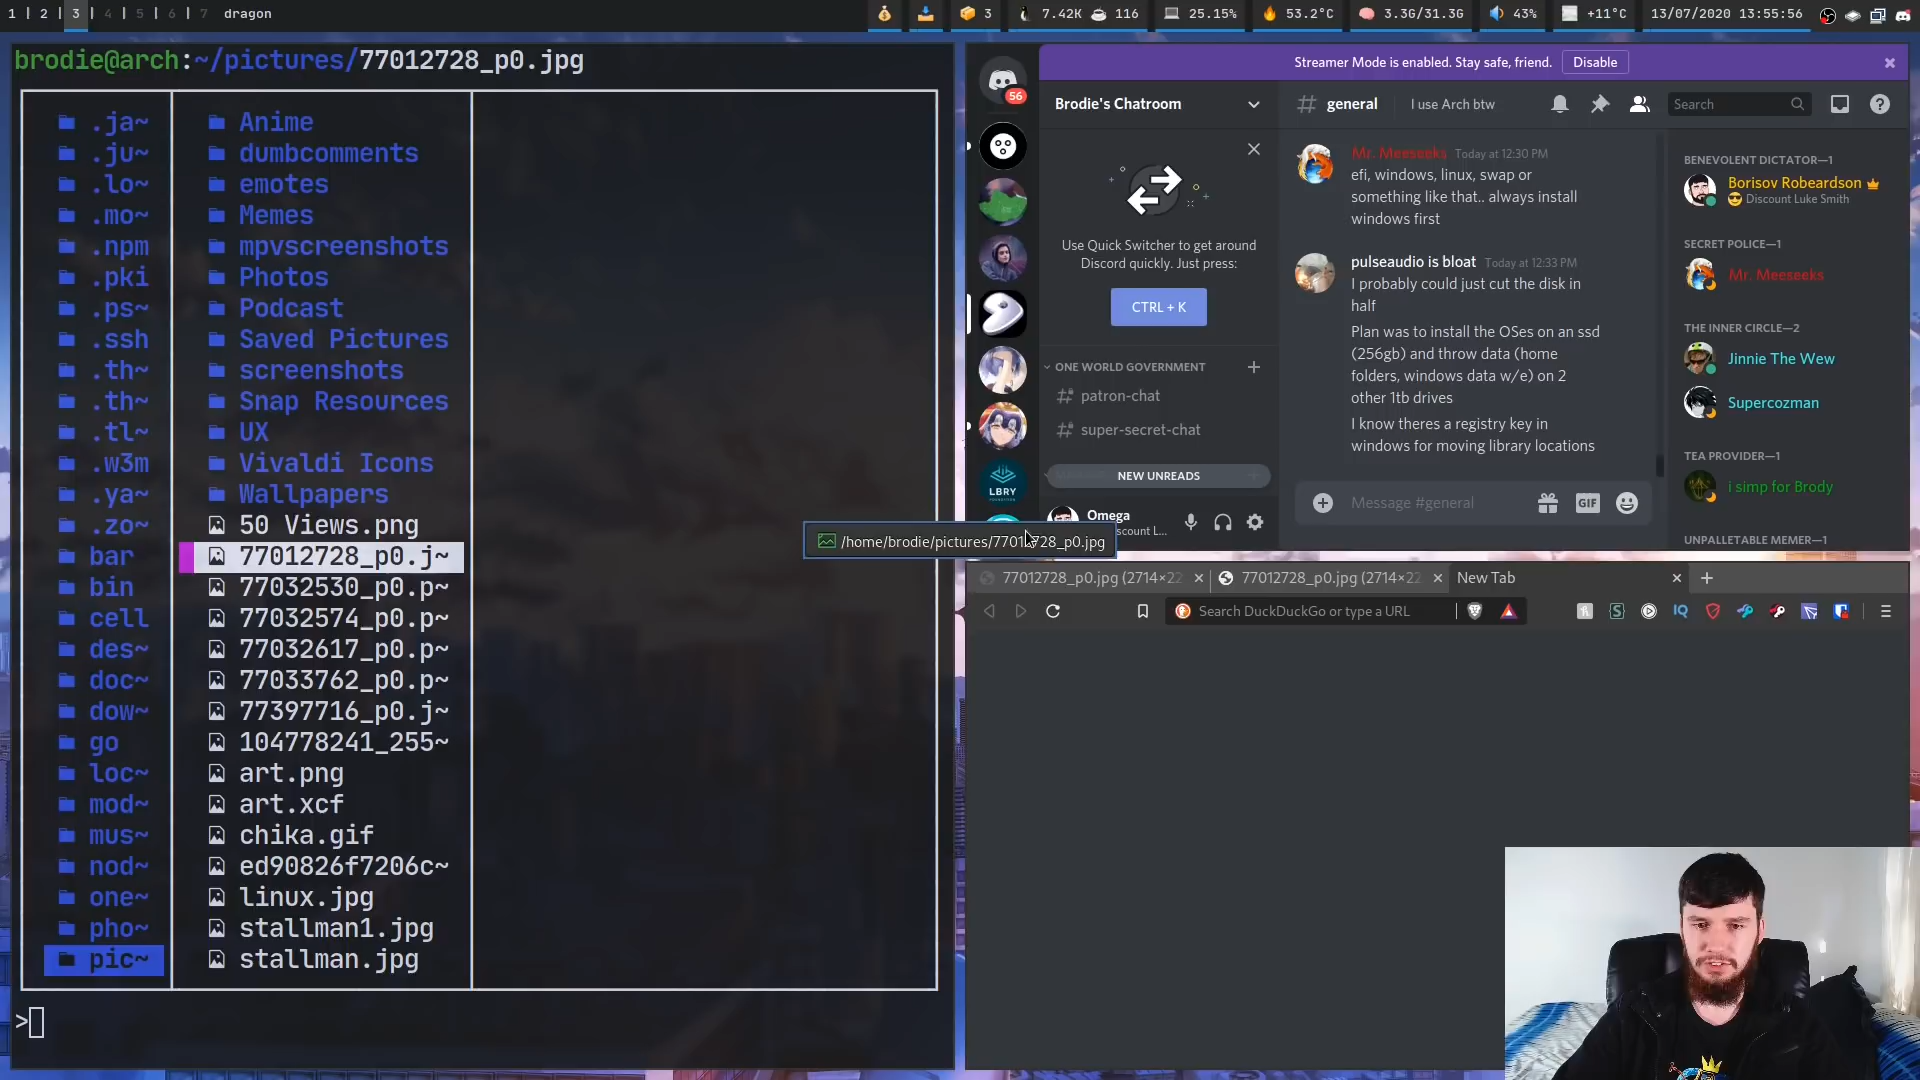 1 | 2 | 3 | 4 | 5 | 6 | 7 dragon
3 7.42K 116 25.15% 53.2°C 3.3G/31.3G 43% +11°C 13/07/2020 13:55:56
brodie@arch:~/pictures/77012728_p0.jpg
.ja~
.ju~
.lo~
.mo~
.npm
.pki
.ps~
.ssh
.th~
.th~
.tl~
.w3m
.ya~
.zo~
bar
bin
cell
des~
doc~
dow~
go
loc~
mod~
mus~
nod~
one~
pho~
pic~
Anime
dumbcomments
emotes
Memes
mpvscreenshots
Photos
Podcast
Saved Pictures
screenshots
Snap Resources
UX
Vivaldi Icons
Wallpapers
50 Views.png
77012728_p0.j~
77032530_p0.p~
77032574_p0.p~
77032617_p0.p~
77033762_p0.p~
77397716_p0.j~
104778241_255~
art.png
art.xcf
chika.gif
ed90826f7206c~
linux.jpg
stallman1.jpg
stallman.jpg
>
/home/brodie/pictures/77012728_p0.jpg
Streamer Mode is enabled. Stay safe, friend. Disable
56
LBRY
Brodie's Chatroom
Use Quick Switcher to get around
Discord quickly. Just press:
CTRL + K
ONE WORLD GOVERNMENT
patron-chat
super-secret-chat
NEW UNREADS
Omega
scount L...
# general I use Arch btw
Search
Mr. Meeseeks Today at 12:30 PM
efi, windows, linux, swap or
something like that.. always install
windows first
pulseaudio is bloat Today at 12:33 PM
I probably could just cut the disk in
half
Plan was to install the OSes on an ssd
(256gb) and throw data (home
folders, windows data w/e) on 2
other 1tb drives
I know theres a registry key in
windows for moving library locations
Message #general
GIF
BENEVOLENT DICTATOR—1
Borisov Robeardson
Discount Luke Smith
SECRET POLICE—1
Mr. Meeseeks
THE INNER CIRCLE—2
Jinnie The Wew
Supercozman
TEA PROVIDER—1
i simp for Brody
UNPALLETABLE MEMER—1
77012728_p0.jpg (2714×22
77012728_p0.jpg (2714×22
New Tab
Search DuckDuckGo or type a URL
IQ